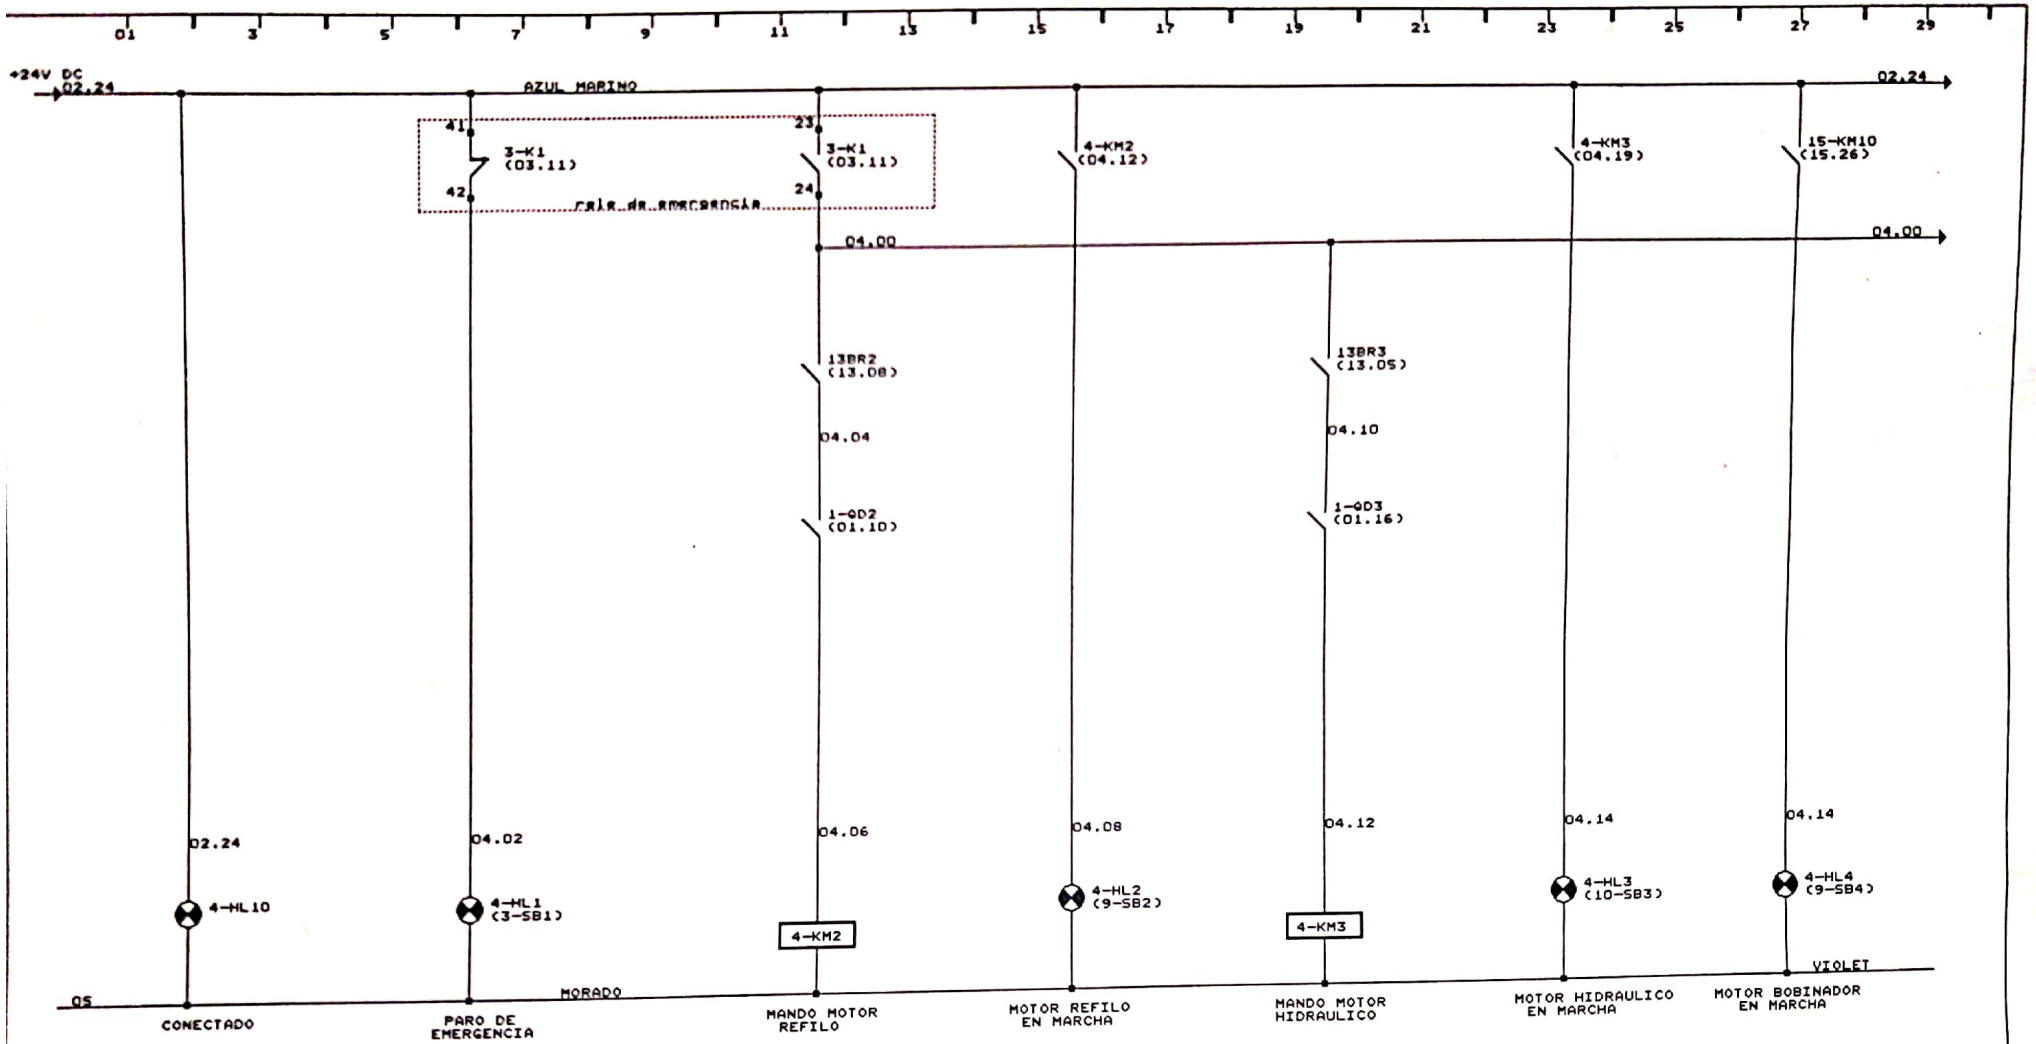 01 3 5 7 9 11 13 15 17 19 21 23 25 27 29
+24V DC
02.24
AZUL MARINO
02.24
41
3-K1
(03.11)
42
23
3-K1
(03.11)
24
rele de emergencia
4-KM2
(04.12)
4-KM3
(04.19)
15-KM10
(15.26)
04.00
04.00
13BR2
(13.08)
13BR3
(13.05)
04.04
04.10
1-QD2
(01.10)
1-QD3
(01.16)
02.24
04.02
04.06
04.08
04.12
04.14
04.14
4-HL10
4-HL1
(3-SB1)
4-KM2
4-HL2
(9-SB2)
4-KM3
4-HL3
(10-SB3)
4-HL4
(9-SB4)
0S
MORADO
VIOLET
CONECTADO
PARO DE
EMERGENCIA
MANDO MOTOR
REFILO
MOTOR REFILO
EN MARCHA
MANDO MOTOR
HIDRAULICO
MOTOR HIDRAULICO
EN MARCHA
MOTOR BOBINADOR
EN MARCHA